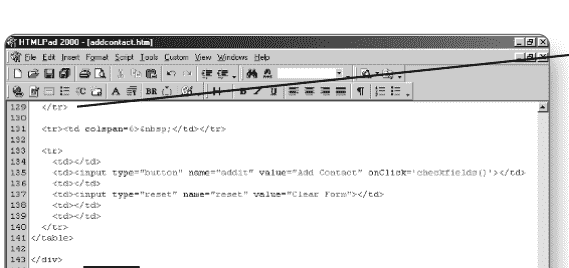 HTMLPad 2000 - [addcontact.htm]
File Edit Insert Format Script Tools Custom View Windows Help
129 </tr>
130
131 <tr><td colspan=6>&nbsp;</td></tr>
132
133 <tr>
134 <td></td>
135 <td><input type="button" name="addit" value="Add Contact" onClick='checkfields()'></td>
136 <td></td>
137 <td><input type="reset" name="reset" value="Clear Form"></td>
138 <td></td>
139 <td></td>
140 </tr>
141 </table>
142
143 </div>